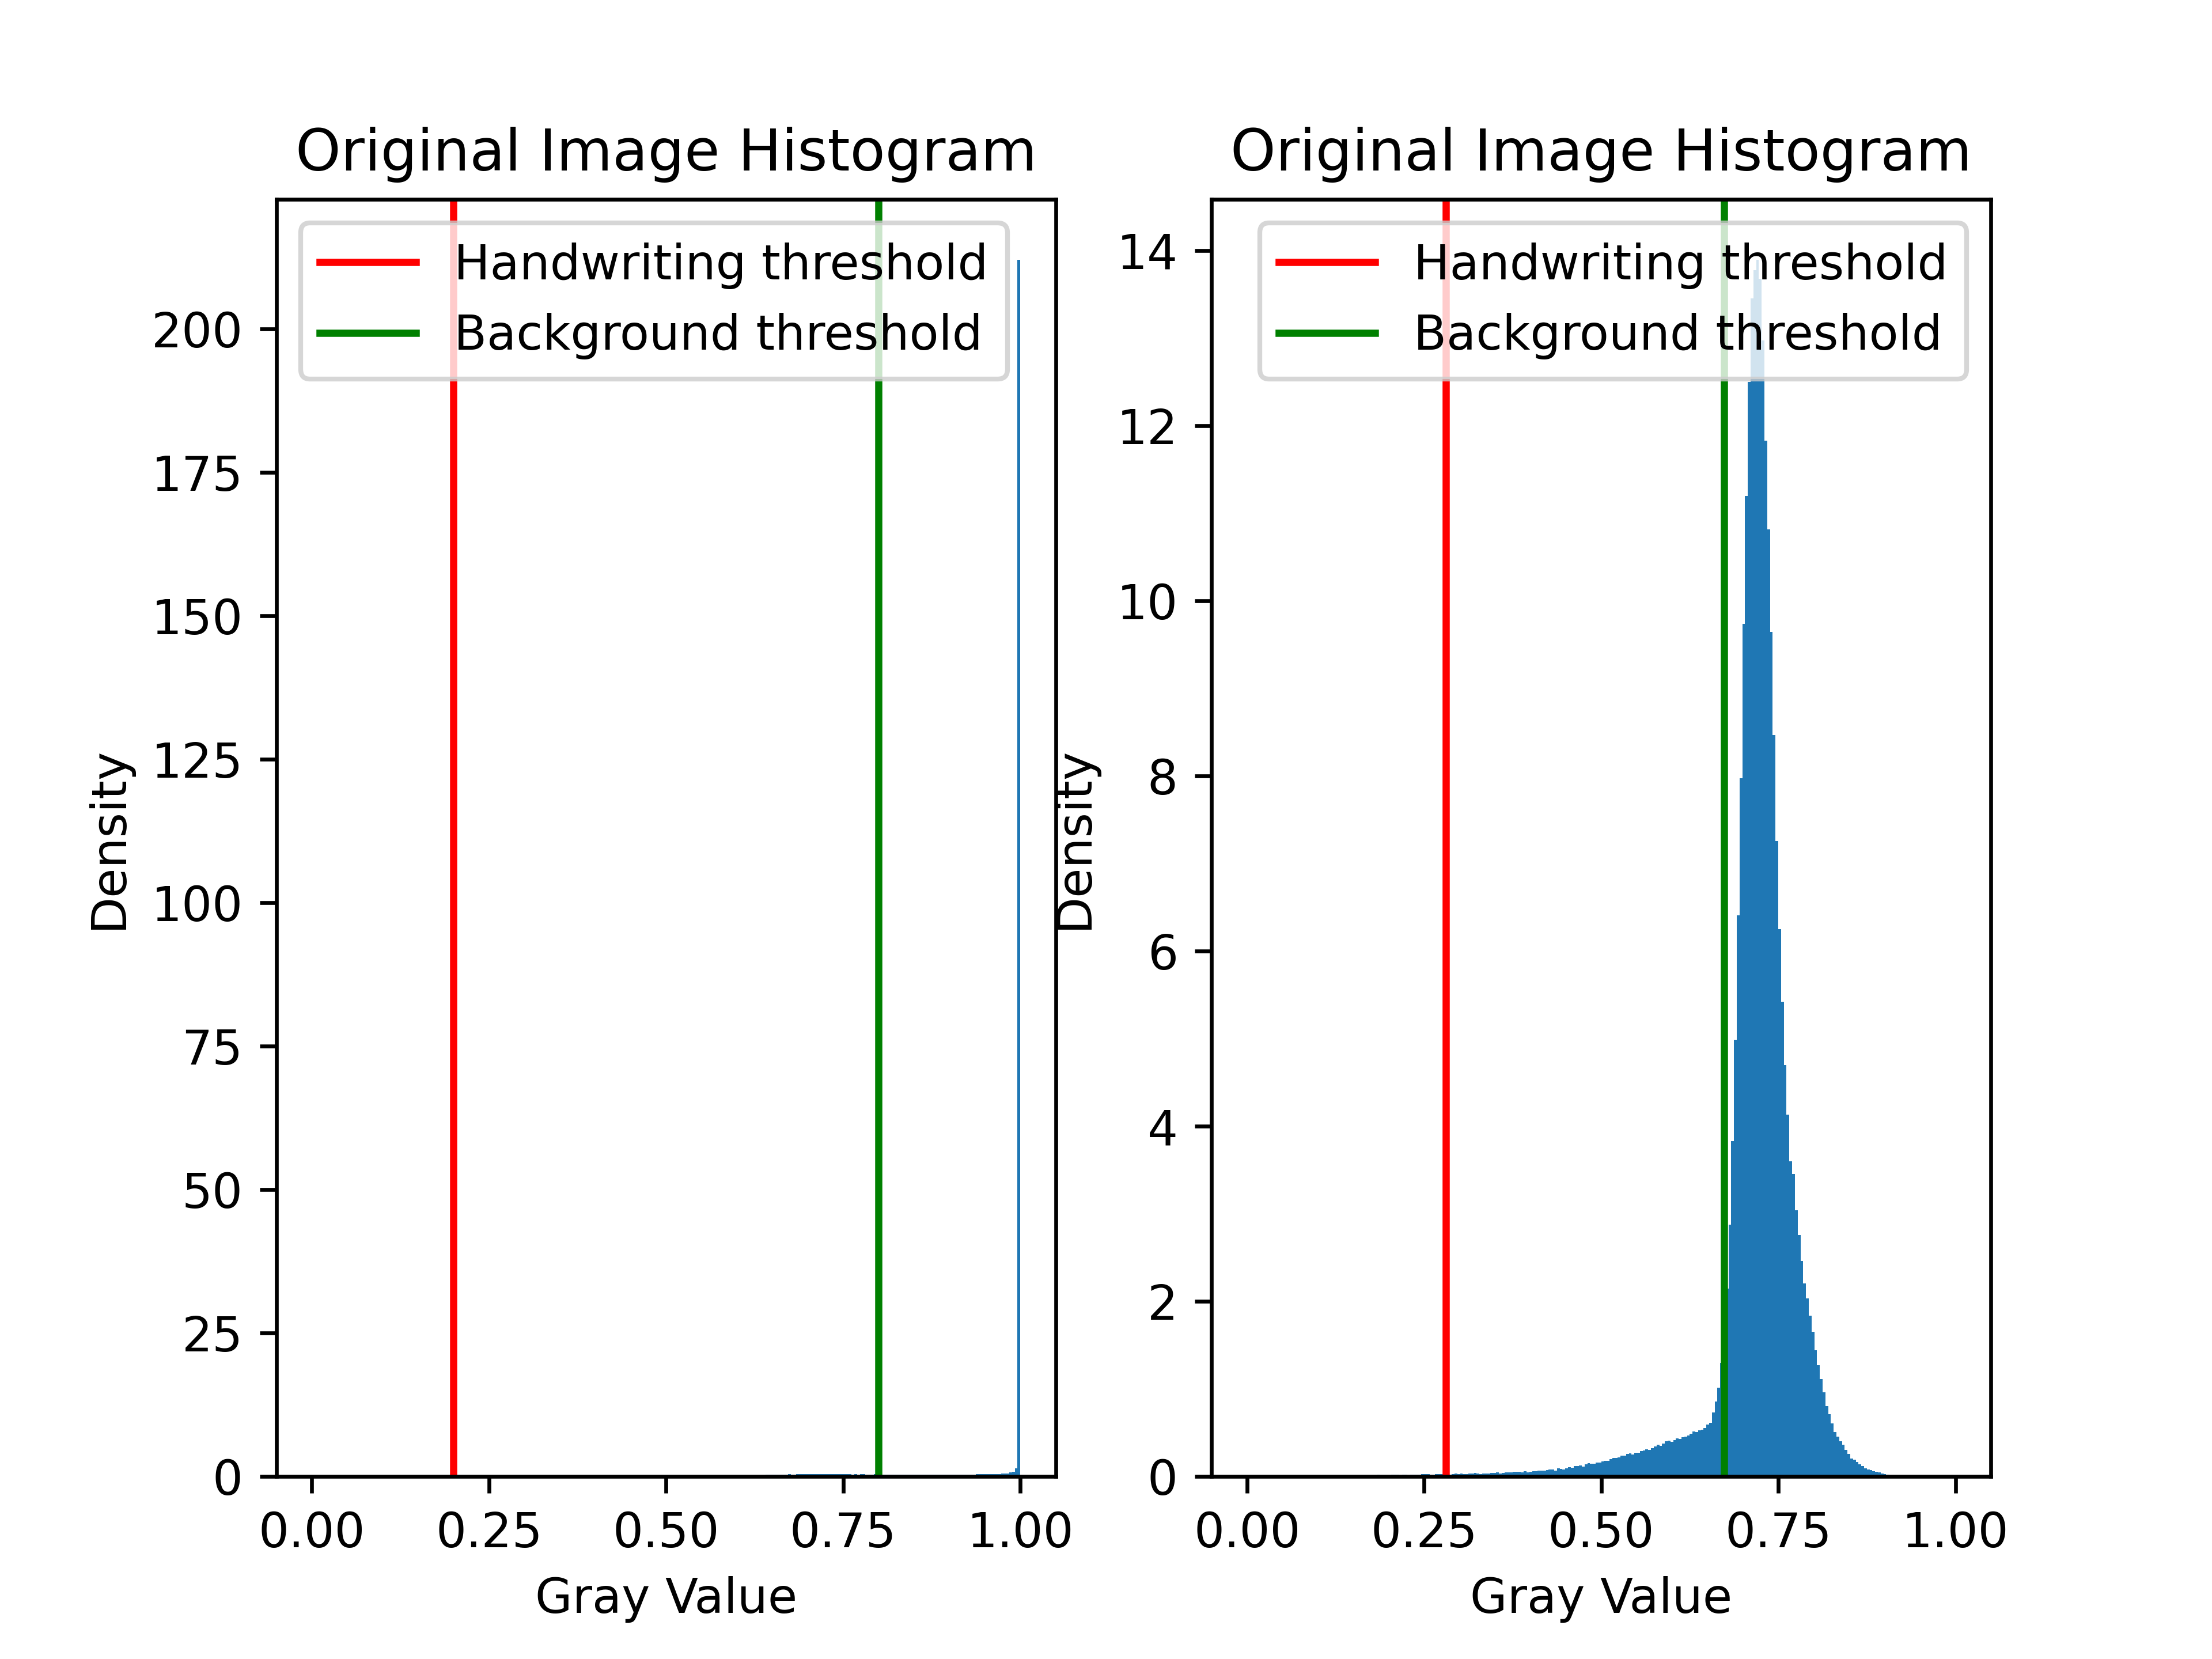 Original Image Histogram
Handwriting threshold
Background threshold
200
175
150
125
100
75
50
25
0
Density
0.00 0.25 0.50 0.75 1.00
Gray Value
Original Image Histogram
Handwriting threshold
Background threshold
14
12
10
8
6
4
2
0
Density
0.00 0.25 0.50 0.75 1.00
Gray Value